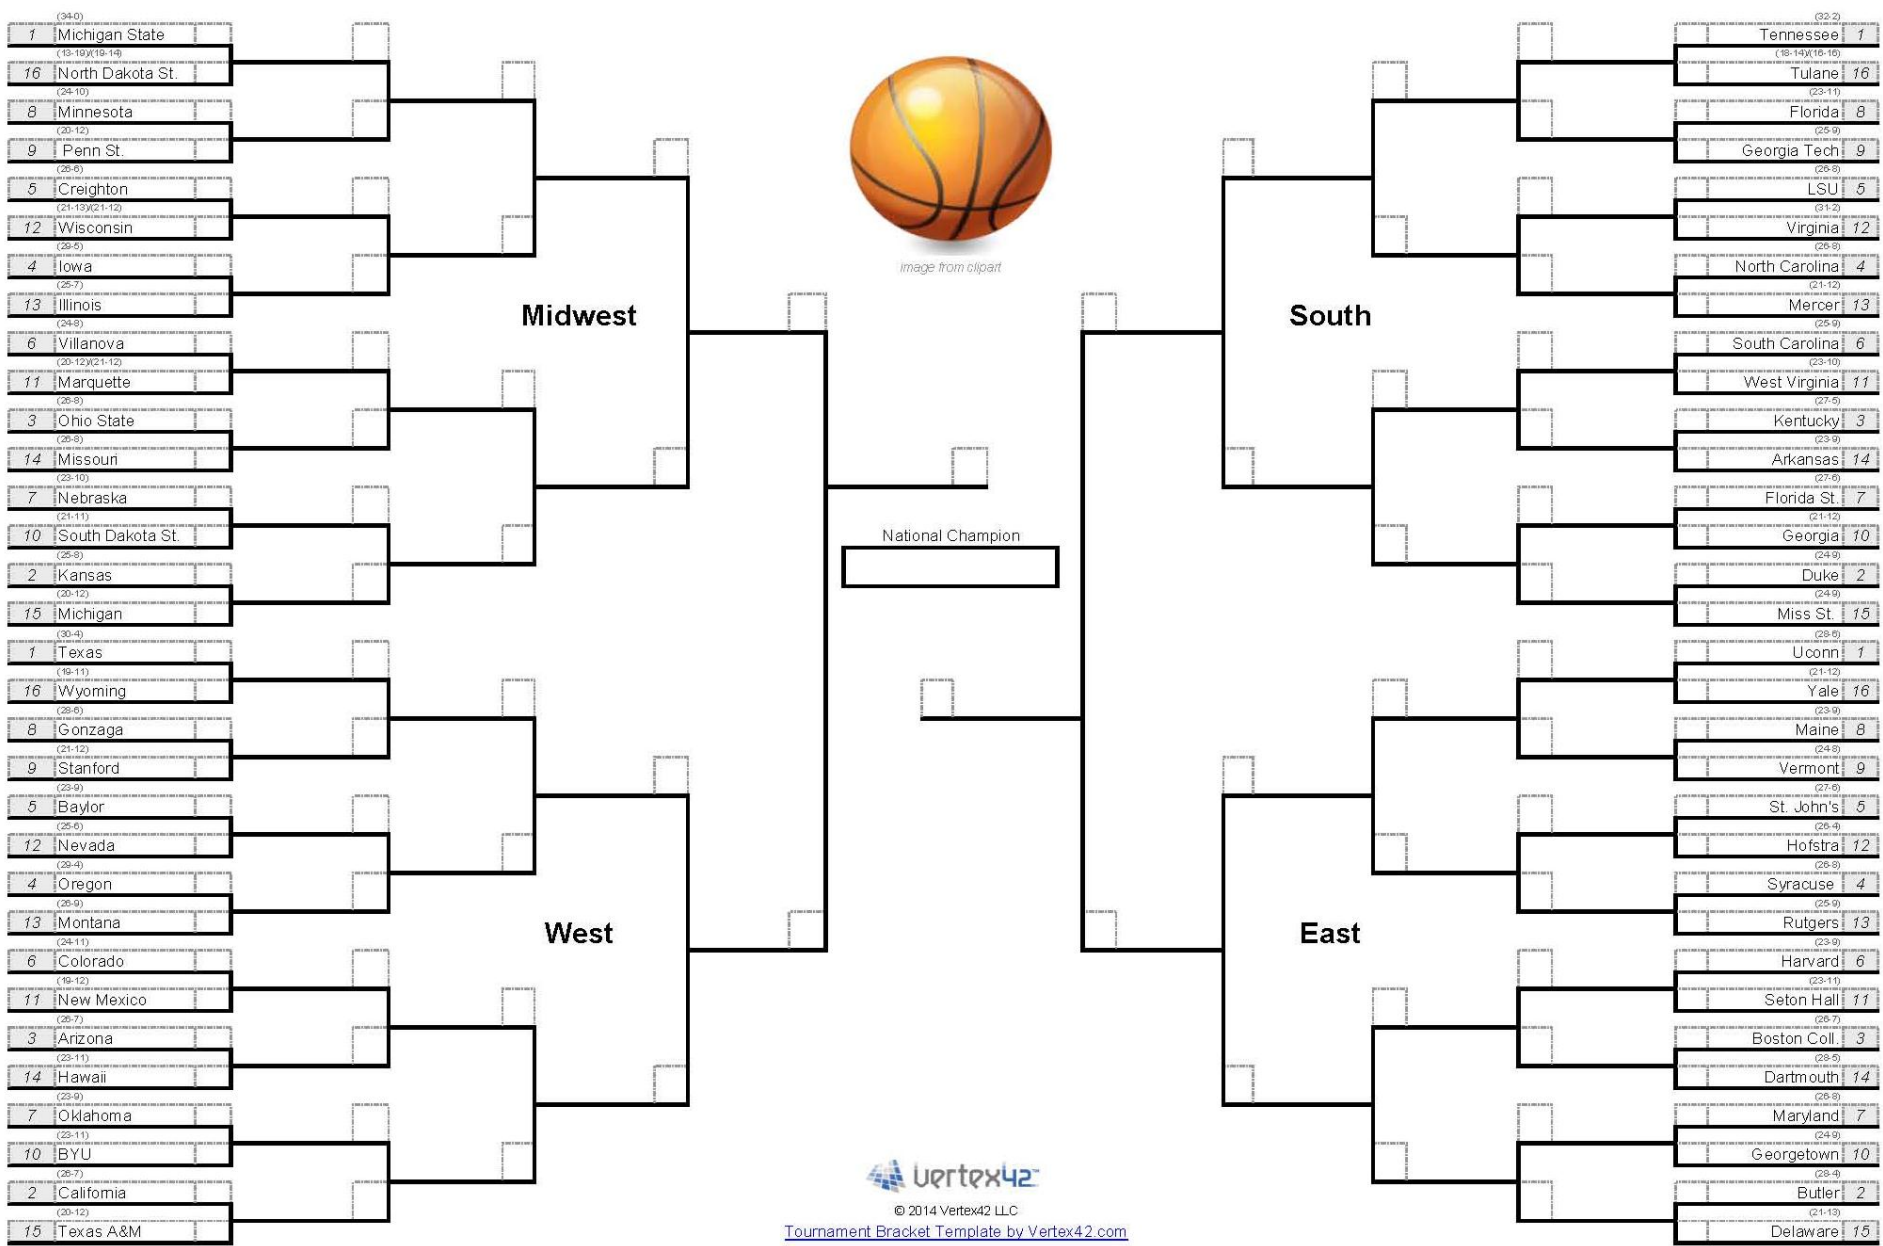 (34-0)
1 Michigan State
(13-19)/(19-14)
16 North Dakota St.
(24-10)
8 Minnesota
(20-12)
9 Penn St.
(26-6)
5 Creighton
(21-13)/(21-12)
12 Wisconsin
(29-5)
4 Iowa
(25-7)
13 Illinois
(24-8)
6 Villanova
(20-12)/(21-12)
11 Marquette
(26-8)
3 Ohio State
(26-8)
14 Missouri
(23-10)
7 Nebraska
(21-11)
10 South Dakota St.
(25-8)
2 Kansas
(20-12)
15 Michigan
Midwest
(30-4)
1 Texas
(19-11)
16 Wyoming
(28-6)
8 Gonzaga
(21-12)
9 Stanford
(23-9)
5 Baylor
(25-6)
12 Nevada
(29-4)
4 Oregon
(26-9)
13 Montana
(24-11)
6 Colorado
(19-12)
11 New Mexico
(26-7)
3 Arizona
(23-11)
14 Hawaii
(23-9)
7 Oklahoma
(23-11)
10 BYU
(26-7)
2 California
(20-12)
15 Texas A&M
West
image from clipart
National Champion
(32-2)
Tennessee 1
(18-14)/(16-16)
Tulane 16
(23-11)
Florida 8
(25-9)
Georgia Tech 9
(26-8)
LSU 5
(31-2)
Virginia 12
(26-8)
North Carolina 4
(21-12)
Mercer 13
(25-9)
South Carolina 6
(23-10)
West Virginia 11
(27-5)
Kentucky 3
(23-9)
Arkansas 14
(27-6)
Florida St. 7
(21-12)
Georgia 10
(24-9)
Duke 2
(24-9)
Miss St. 15
South
(28-6)
Uconn 1
(21-12)
Yale 16
(23-9)
Maine 8
(24-8)
Vermont 9
(27-6)
St. John's 5
(26-4)
Hofstra 12
(26-8)
Syracuse 4
(25-9)
Rutgers 13
(23-9)
Harvard 6
(23-11)
Seton Hall 11
(26-7)
Boston Coll. 3
(28-5)
Dartmouth 14
(26-8)
Maryland 7
(24-9)
Georgetown 10
(28-4)
Butler 2
(21-13)
Delaware 15
East
vertex42™
© 2014 Vertex42 LLC
Tournament Bracket Template by Vertex42.com